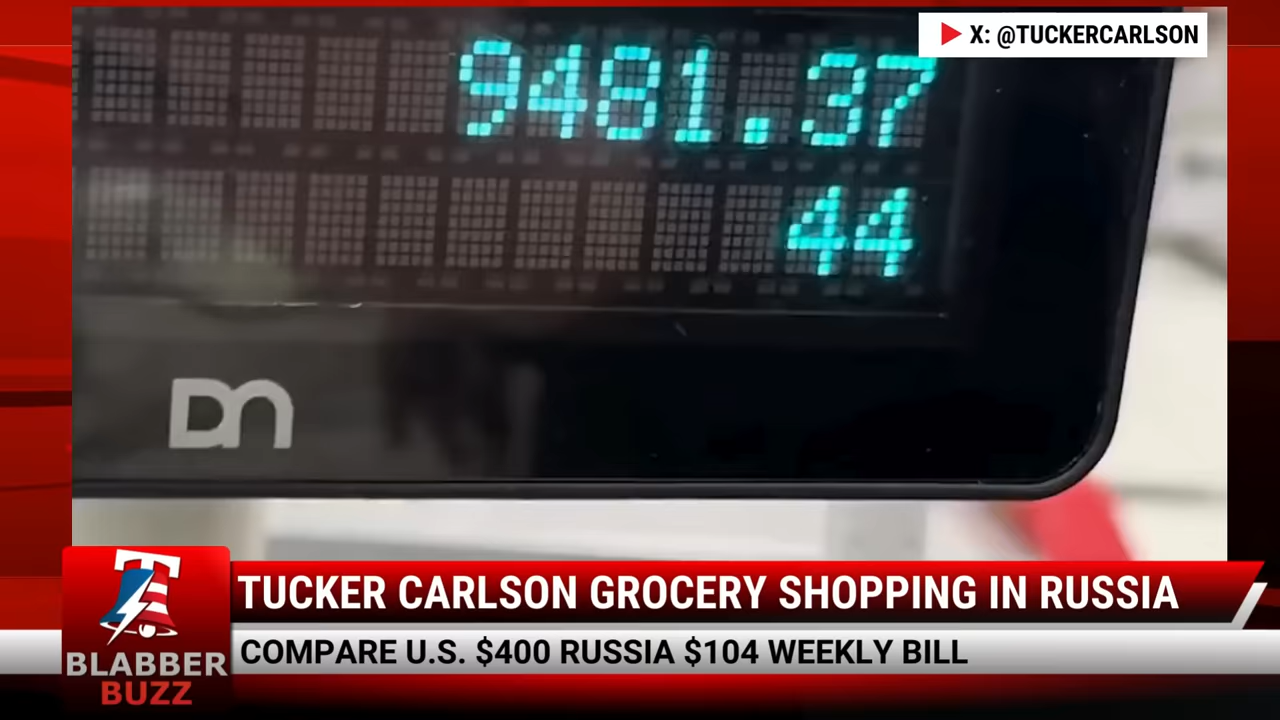 X: @TUCKERCARLSON
9481.37
44
DN
TUCKER CARLSON GROCERY SHOPPING IN RUSSIA
COMPARE U.S. $400 RUSSIA $104 WEEKLY BILL
BLABBER
BUZZ